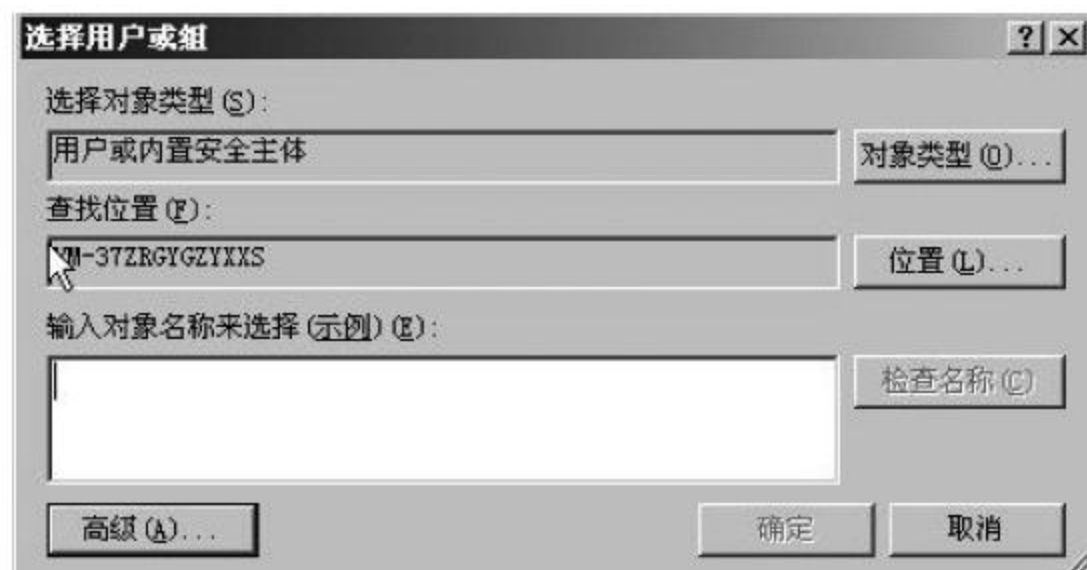 选择用户或组
选择对象类型(S):
用户或内置安全主体
对象类型(O)...
查找位置(F):
VM-37ZRGYGZYXXS
位置(L)...
输入对象名称来选择(示例)(E):
检查名称(C)
高级(A)...
确定
取消